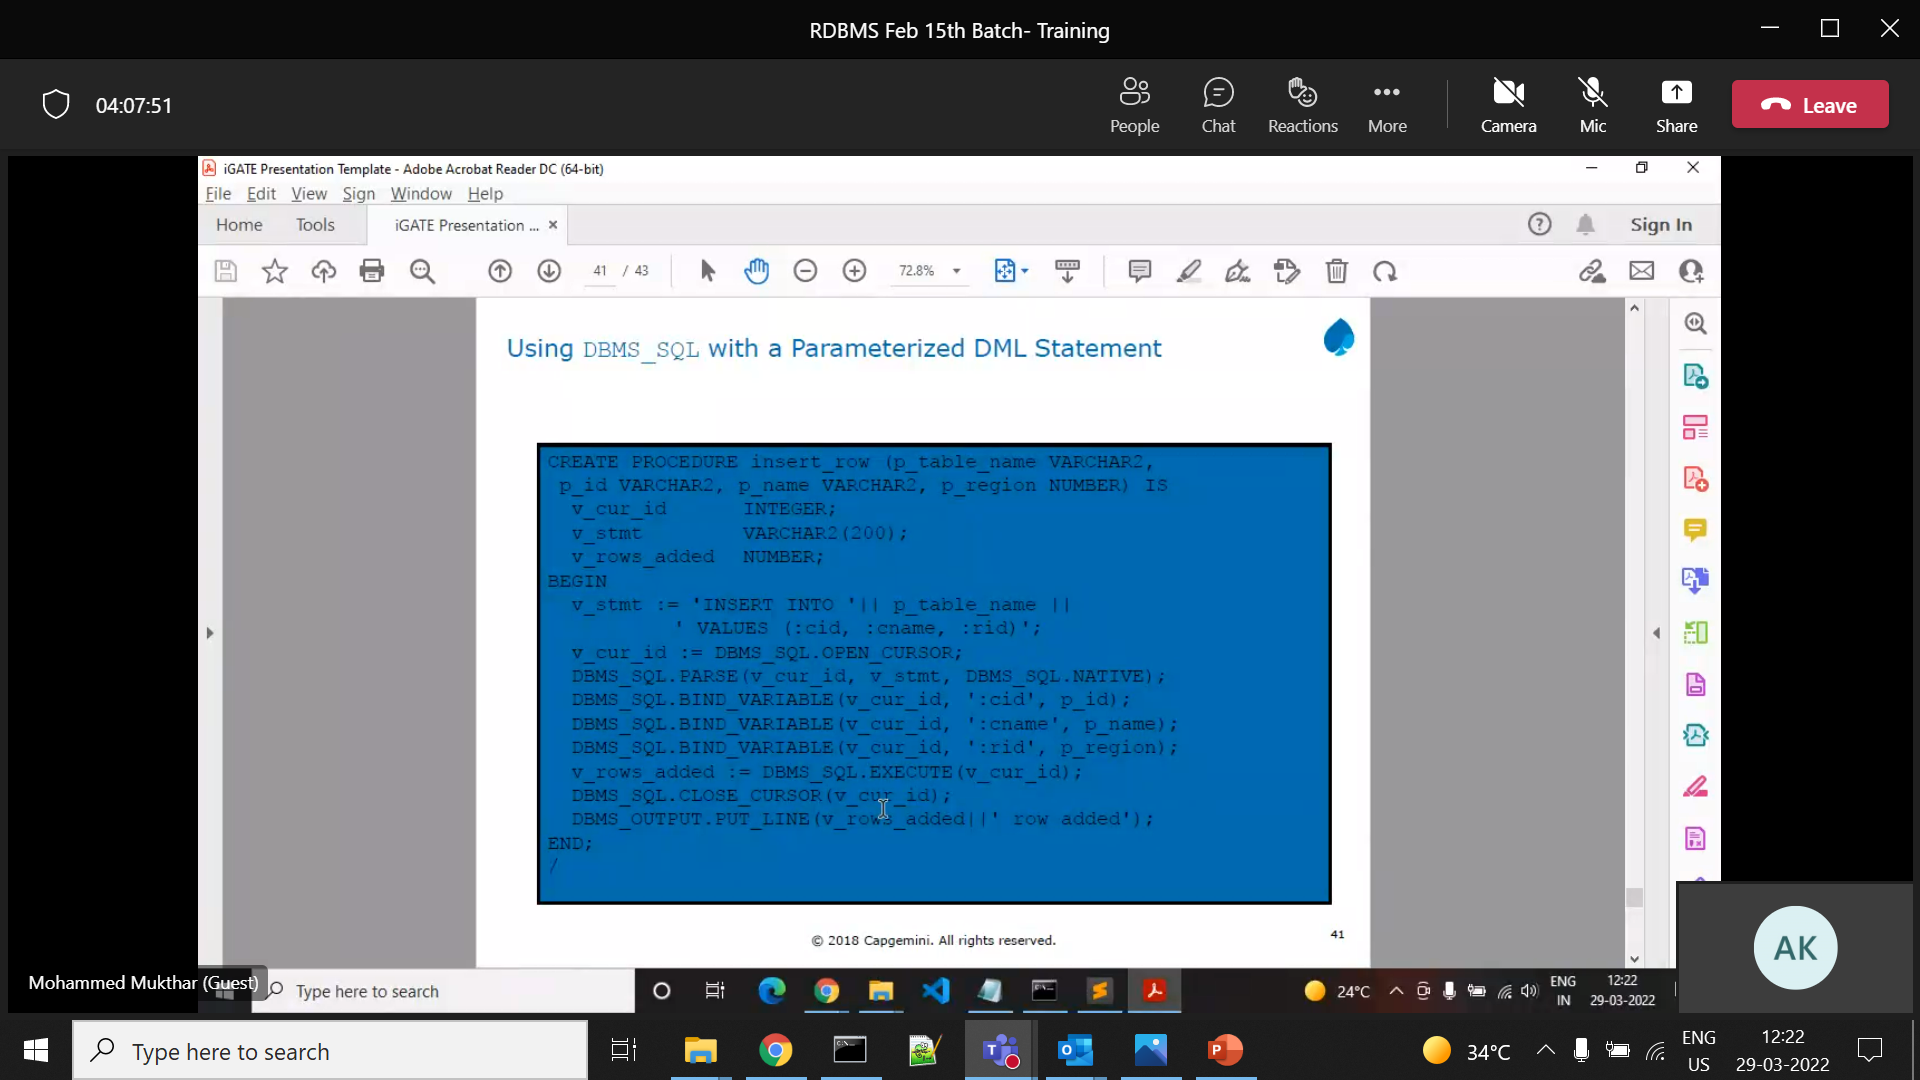 RDBMS Feb 15th Batch- Training
04:07:51
People
Chat
Reactions
More
Camera
Mic
Share
Leave
iGATE Presentation Template - Adobe Acrobat Reader DC (64-bit)
File Edit View Sign Window Help
Home Tools iGATE Presentation ... ×
Sign In
41 / 43
72.8%
Using DBMS_SQL with a Parameterized DML Statement
CREATE PROCEDURE insert_row (p_table_name VARCHAR2,
p_id VARCHAR2, p_name VARCHAR2, p_region NUMBER) IS
v_cur_id INTEGER;
v_stmt VARCHAR2(200);
v_rows_added NUMBER;
BEGIN
v_stmt := 'INSERT INTO '|| p_table_name ||
' VALUES (:cid, :cname, :rid)';
v_cur_id := DBMS_SQL.OPEN_CURSOR;
DBMS_SQL.PARSE(v_cur_id, v_stmt, DBMS_SQL.NATIVE);
DBMS_SQL.BIND_VARIABLE(v_cur_id, ':cid', p_id);
DBMS_SQL.BIND_VARIABLE(v_cur_id, ':cname', p_name);
DBMS_SQL.BIND_VARIABLE(v_cur_id, ':rid', p_region);
v_rows_added := DBMS_SQL.EXECUTE(v_cur_id);
DBMS_SQL.CLOSE_CURSOR(v_cur_id);
DBMS_OUTPUT.PUT_LINE(v_rows_added||' row added');
END;
/
© 2018 Capgemini. All rights reserved.
41
AK
Mohammed Mukthar (Guest)
Type here to search
24°C
ENG
IN
12:22
29-03-2022
Type here to search
34°C
ENG
US
12:22
29-03-2022